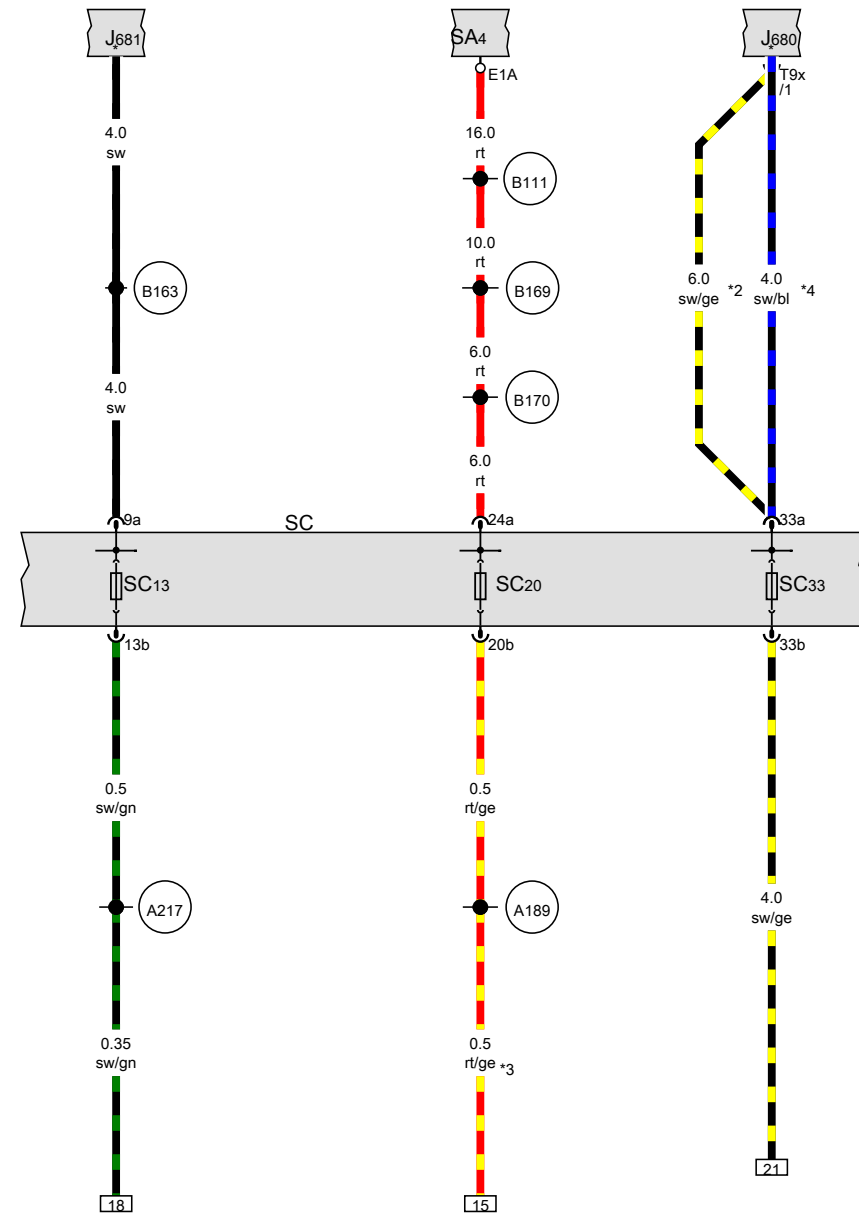 J681
*
SA4
J680
*
E1A
T9x
/1
4.0
sw
16.0
rt
B111
10.0
rt
B163
B169
6.0
sw/ge
*2
4.0
sw/bl
*4
6.0
rt
4.0
sw
B170
6.0
rt
9a
SC
24a
33a
SC13
SC20
SC33
13b
20b
33b
0.5
sw/gn
0.5
rt/ge
A217
A189
4.0
sw/ge
0.35
sw/gn
0.5
rt/ge
*3
21
18
15